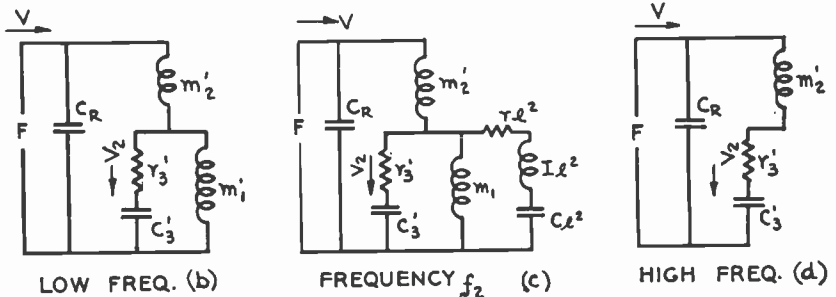 V
F
C_R
m'_2
V_2
r'_3
C'_3
m'_1
LOW FREQ. (b)
V
F
C_R
m'_2
rl²
V_2
r'_3
C'_3
m_1
Il²
Cl²
FREQUENCY f_2 (c)
V
F
C_R
m'_2
V_2
r'_3
C'_3
HIGH FREQ. (d)